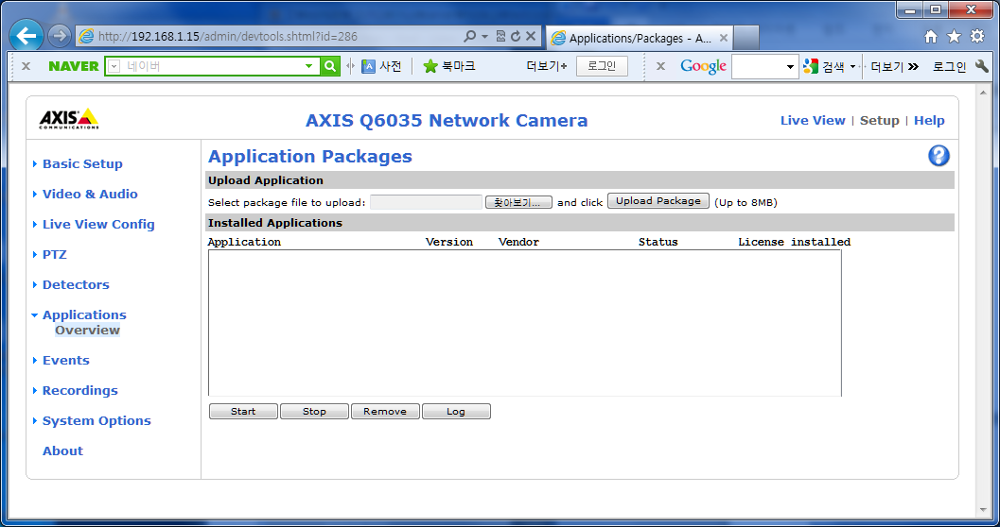 http://192.168.1.15/admin/devtools.shtml?id=286
Applications/Packages - A...
NAVER 네이버 사전 북마크 더보기+ 로그인 Google 검색 더보기 로그인
AXIS COMMUNICATIONS
AXIS Q6035 Network Camera
Live View | Setup | Help
Basic Setup
Video & Audio
Live View Config
PTZ
Detectors
Applications
Overview
Events
Recordings
System Options
About
Application Packages
Upload Application
Select package file to upload: 찾아보기... and click Upload Package (Up to 8MB)
Installed Applications
Application Version Vendor Status License installed
Start Stop Remove Log